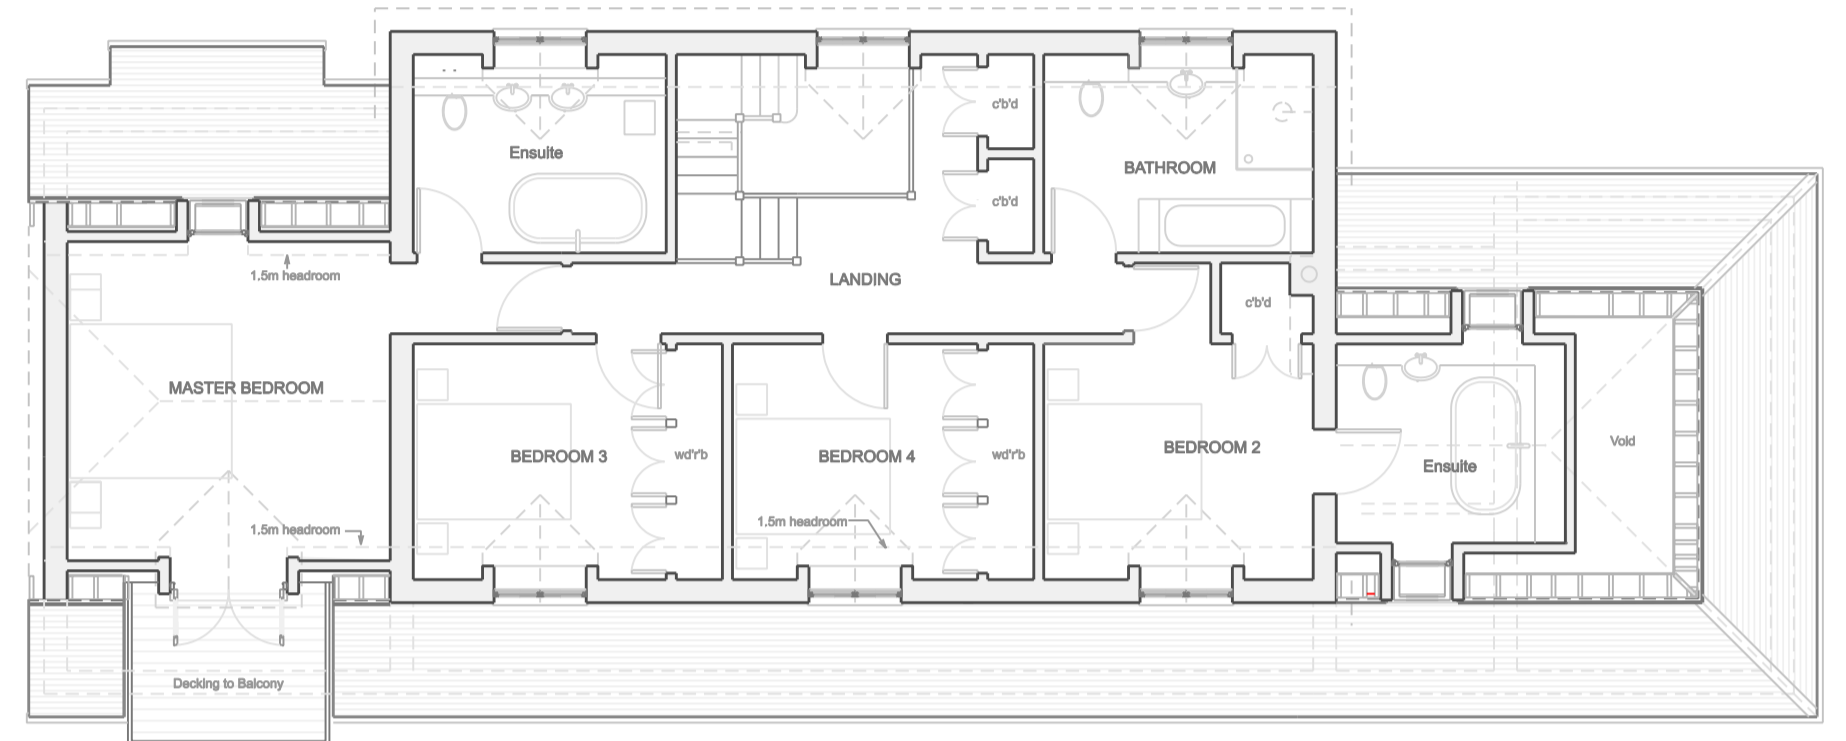 c'b'd
Ensuite
BATHROOM
c'b'd
1.5m headroom
LANDING
c'b'd
MASTER BEDROOM
BEDROOM 3
wd'r'b
BEDROOM 4
wd'r'b
BEDROOM 2
Ensuite
Void
1.5m headroom
1.5m headroom
Decking to Balcony